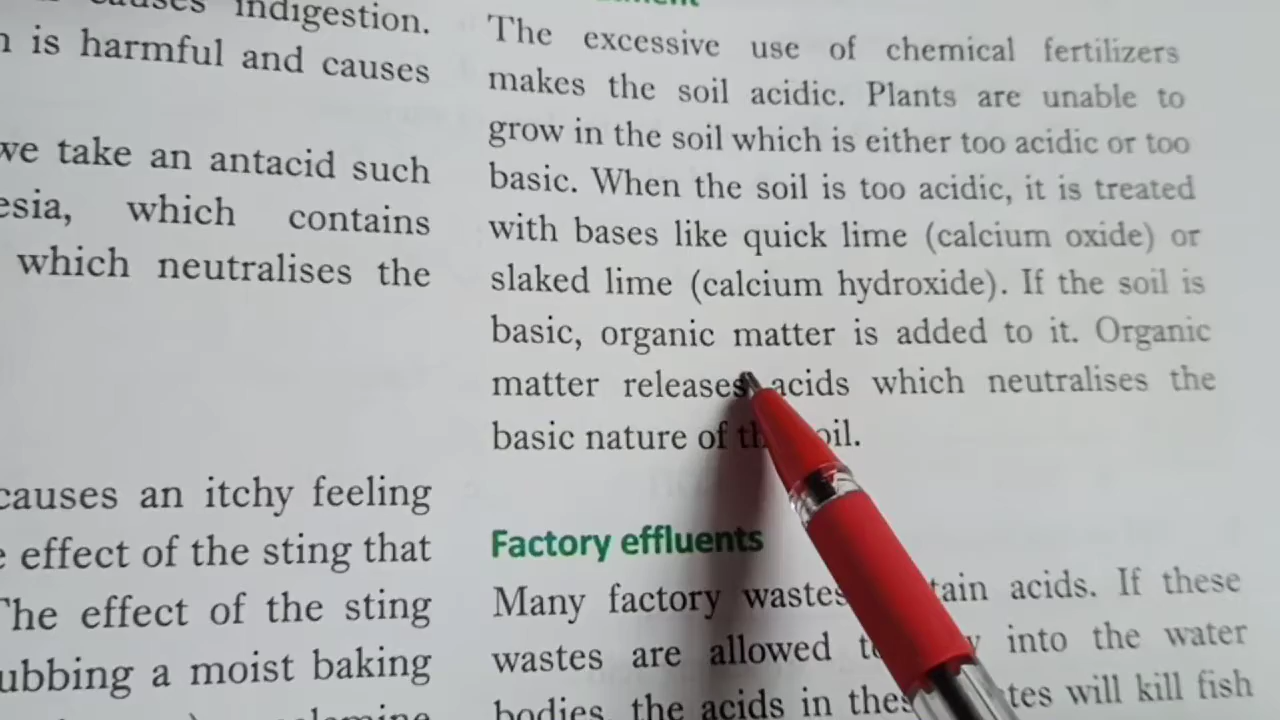 indigestion.
is harmful and causes
we take an antacid such
which contains
which neutralises the
causes an itchy feeling
effect of the sting that
The effect of the sting
a moist baking
The excessive use of chemical fertilizers
makes the soil acidic. Plants are unable to
grow in the soil which is either too acidic or too
basic. When the soil is too acidic, it is treated
with bases like quick lime (calcium oxide) or
slaked lime (calcium hydroxide). If the soil is
basic, organic matter is added to it. Organic
matter releases acids which neutralises the
basic nature of
Factory effluents
Many factory wastes acids. If these
wastes are allowed into the water
bodies, the acids in will kill fish